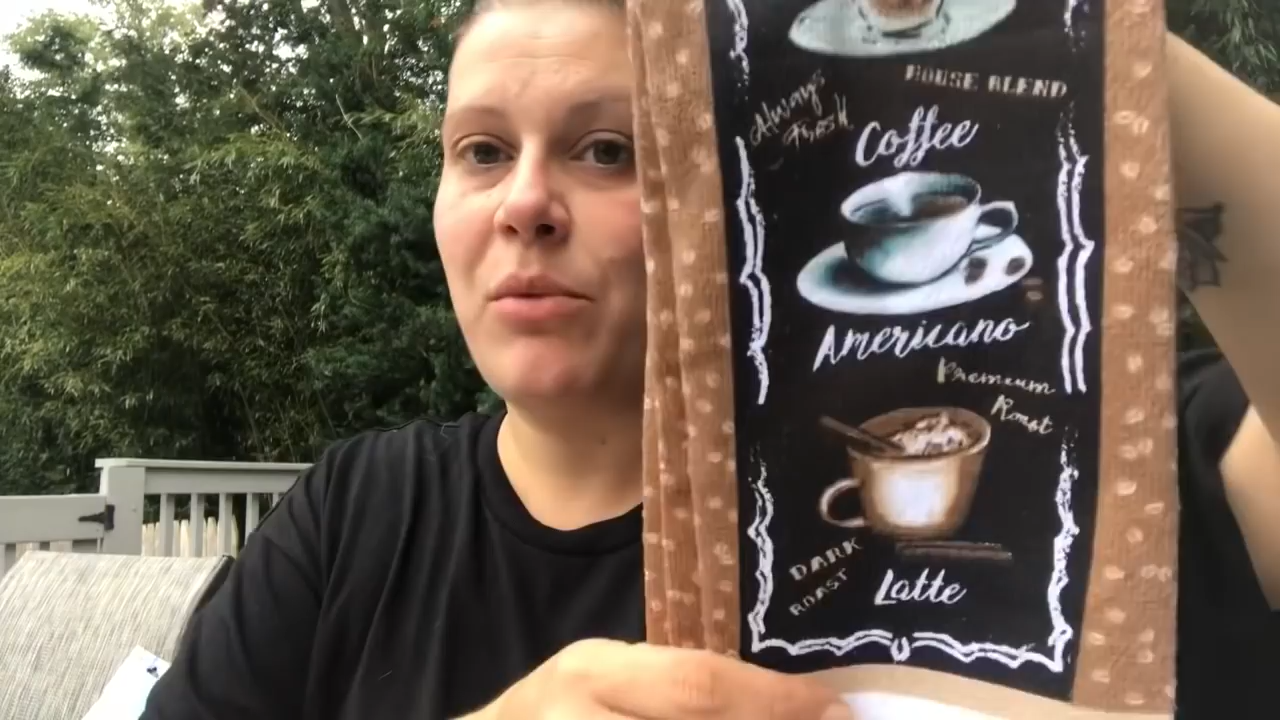 HOUSE BLEND
Always
Fresh
Coffee
Americano
Premium
Roast
DARK
ROAST
Latte